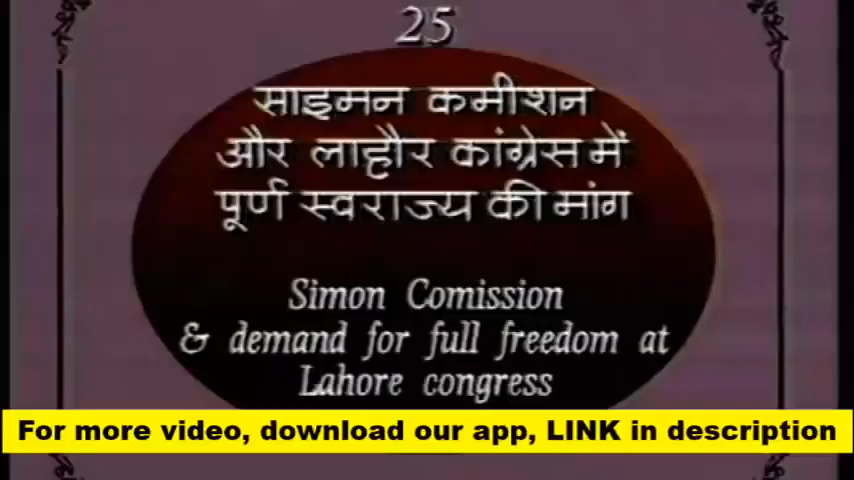 25
साइमन कमीशन
और लाहौर कांग्रेस में
पूर्ण स्वराज्य की मांग
Simon Comission
& demand for full freedom at
Lahore congress
For more video, download our app, LINK in description